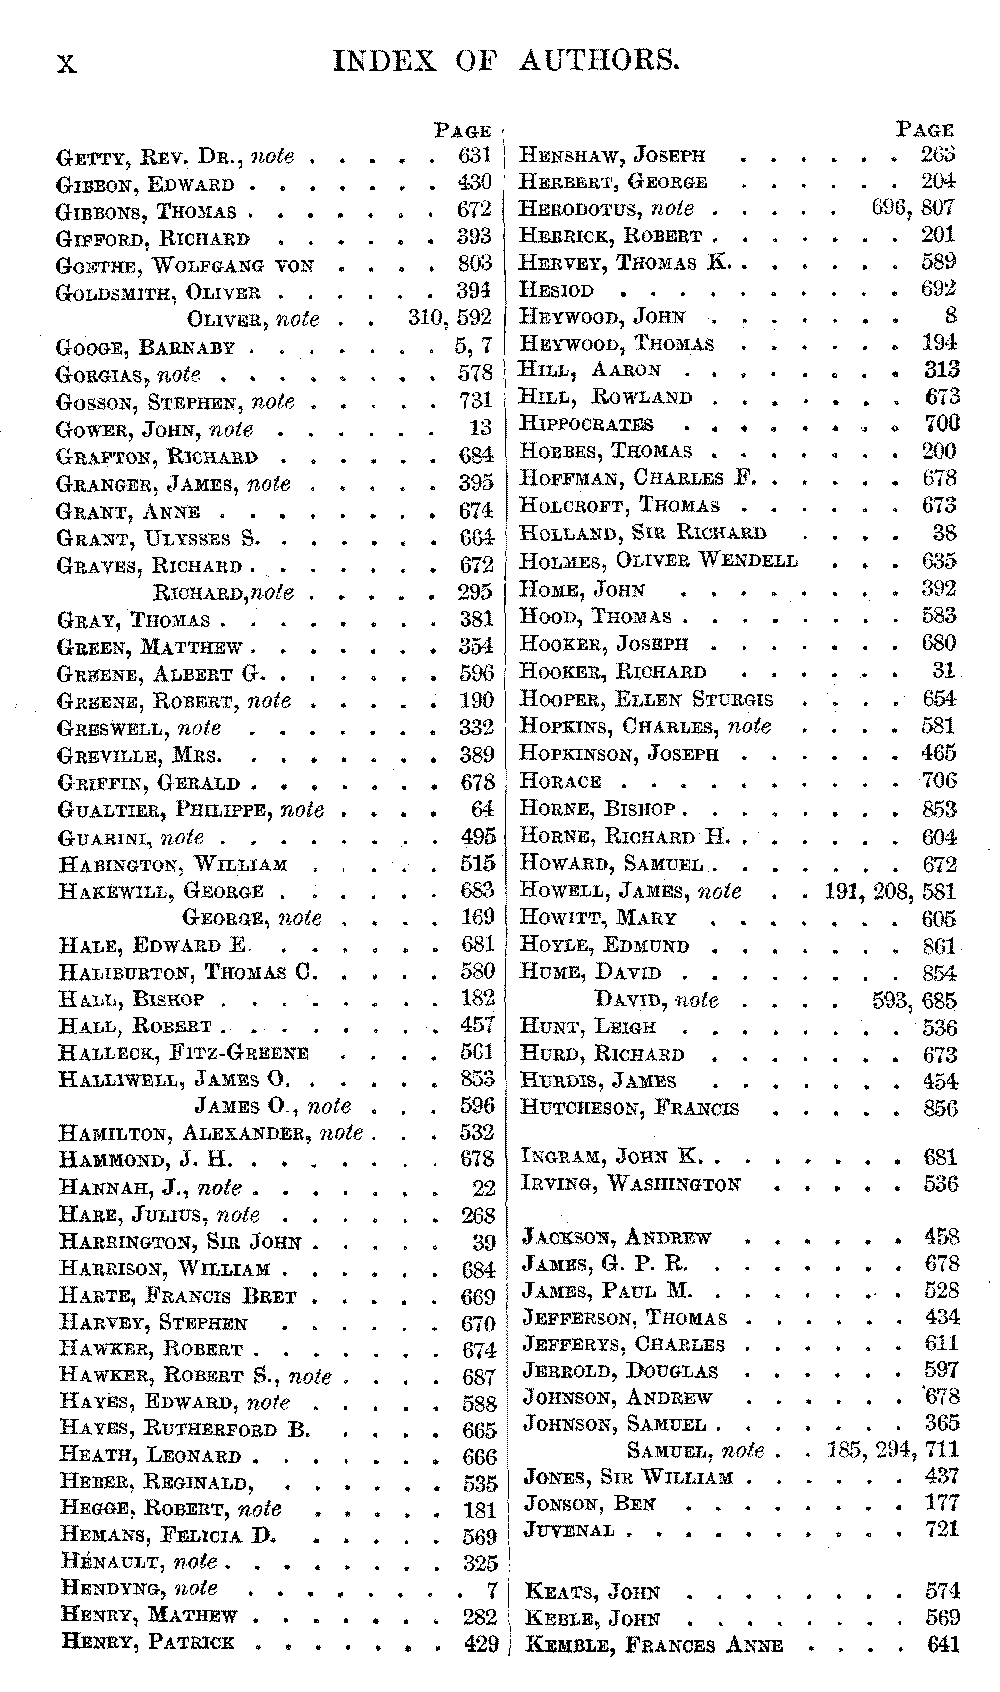 X INDEX OF AUTHORS.
PAGE
GETTY, REV. DR., note . . . . . 631
GIBBON, EDWARD . . . . . . . 430
GIBBONS, THOMAS . . . . . . . 672
GIFFORD, RICHARD . . . . . . 393
GOETHE, WOLFGANG VON . . . . 803
GOLDSMITH, OLIVER . . . . . . 394
OLIVER, note . . 310, 592
GOOGE, BARNABY . . . . . . . 5, 7
GORGIAS, note . . . . . . . . 578
GOSSON, STEPHEN, note . . . . . 731
GOWER, JOHN, note . . . . . . 13
GRAFTON, RICHARD . . . . . . 684
GRANGER, JAMES, note . . . . . 395
GRANT, ANNE . . . . . . . . 674
GRANT, ULYSSES S. . . . . . . 664
GRAVES, RICHARD . . . . . . . 672
RICHARD, note . . . . . 295
GRAY, THOMAS . . . . . . . . 381
GREEN, MATTHEW . . . . . . . 354
GREENE, ALBERT G. . . . . . . 596
GREENE, ROBERT, note . . . . . 190
GRESWELL, note . . . . . . . 332
GREVILLE, MRS. . . . . . . . 389
GRIFFIN, GERALD . . . . . . . 678
GUALTIER, PHILIPPE, note . . . . 64
GUARINI, note . . . . . . . . 495
HABINGTON, WILLIAM . . . . . 515
HAKEWILL, GEORGE . . . . . . 683
GEORGE, note . . . . 169
HALE, EDWARD E. . . . . . . 681
HALIBURTON, THOMAS C. . . . . 580
HALL, BISHOP . . . . . . . . 182
HALL, ROBERT . . . . . . . . 457
HALLECK, FITZ-GREENE . . . . 561
HALLIWELL, JAMES O. . . . . . 853
JAMES O., note . . . 596
HAMILTON, ALEXANDER, note . . . 532
HAMMOND, J. H. . . . . . . . 678
HANNAH, J., note . . . . . . . 22
HARE, JULIUS, note . . . . . . 268
HARRINGTON, SIR JOHN . . . . . 39
HARRISON, WILLIAM . . . . . . 684
HARTE, FRANCIS BRET . . . . . 669
HARVEY, STEPHEN . . . . . . 670
HAWKER, ROBERT . . . . . . . 674
HAWKER, ROBERT S., note . . . . 687
HAYES, EDWARD, note . . . . . 588
HAYES, RUTHERFORD B. . . . . 665
HEATH, LEONARD . . . . . . . 666
HEBER, REGINALD, . . . . . . 535
HEGGE, ROBERT, note . . . . . 181
HEMANS, FELICIA D. . . . . . 569
HÉNAULT, note . . . . . . . . 325
HENDYNG, note . . . . . . . . 7
HENRY, MATHEW . . . . . . . 282
HENRY, PATRICK . . . . . . . 429
PAGE
HENSHAW, JOSEPH . . . . . . 265
HERBERT, GEORGE . . . . . . 204
HERODOTUS, note . . . . . 696, 807
HERRICK, ROBERT . . . . . . . 201
HERVEY, THOMAS K. . . . . . . 589
HESIOD . . . . . . . . . . 692
HEYWOOD, JOHN . . . . . . . 8
HEYWOOD, THOMAS . . . . . . 194
HILL, AARON . . . . . . . . 313
HILL, ROWLAND . . . . . . . 673
HIPPOCRATES . . . . . . . . 700
HOBBES, THOMAS . . . . . . . 200
HOFFMAN, CHARLES F. . . . . . 678
HOLCROFT, THOMAS . . . . . . 673
HOLLAND, SIR RICHARD . . . . 38
HOLMES, OLIVER WENDELL . . . 635
HOME, JOHN . . . . . . . . 392
HOOD, THOMAS . . . . . . . . 583
HOOKER, JOSEPH . . . . . . . 680
HOOKER, RICHARD . . . . . . 31
HOOPER, ELLEN STURGIS . . . . 654
HOPKINS, CHARLES, note . . . . 581
HOPKINSON, JOSEPH . . . . . . 465
HORACE . . . . . . . . . . 706
HORNE, BISHOP . . . . . . . . 853
HORNE, RICHARD H. . . . . . . 604
HOWARD, SAMUEL . . . . . . . 672
HOWELL, JAMES, note . . 191, 208, 581
HOWITT, MARY . . . . . . . 605
HOYLE, EDMUND . . . . . . . 861
HUME, DAVID . . . . . . . . 854
DAVID, note . . . . 593, 685
HUNT, LEIGH . . . . . . . . 536
HURD, RICHARD . . . . . . . 673
HURDIS, JAMES . . . . . . . 454
HUTCHESON, FRANCIS . . . . . 856
INGRAM, JOHN K. . . . . . . . 681
IRVING, WASHINGTON . . . . . 536
JACKSON, ANDREW . . . . . . 458
JAMES, G. P. R. . . . . . . . 678
JAMES, PAUL M. . . . . . . . 528
JEFFERSON, THOMAS . . . . . . 434
JEFFERYS, CHARLES . . . . . . 611
JERROLD, DOUGLAS . . . . . . 597
JOHNSON, ANDREW . . . . . . 678
JOHNSON, SAMUEL . . . . . . . 365
SAMUEL, note . . 185, 294, 711
JONES, SIR WILLIAM . . . . . . 437
JONSON, BEN . . . . . . . . 177
JUVENAL . . . . . . . . . . 721
KEATS, JOHN . . . . . . . . 574
KEBLE, JOHN . . . . . . . . 569
KEMBLE, FRANCES ANNE . . . . 641